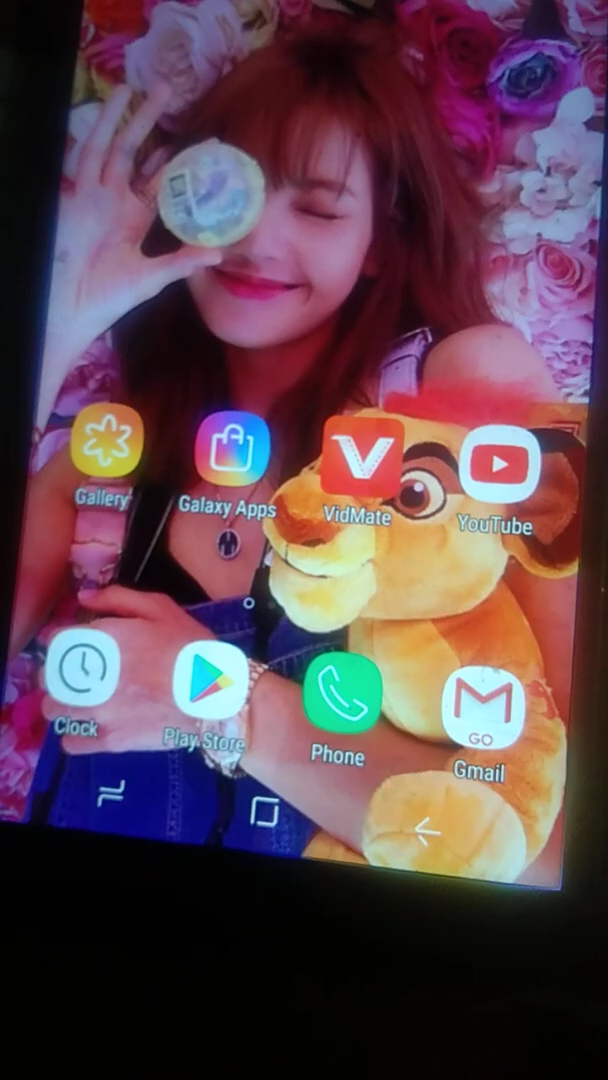 Gallery
Galaxy Apps
VidMate
YouTube
Clock
Play Store
Phone
GO
Gmail